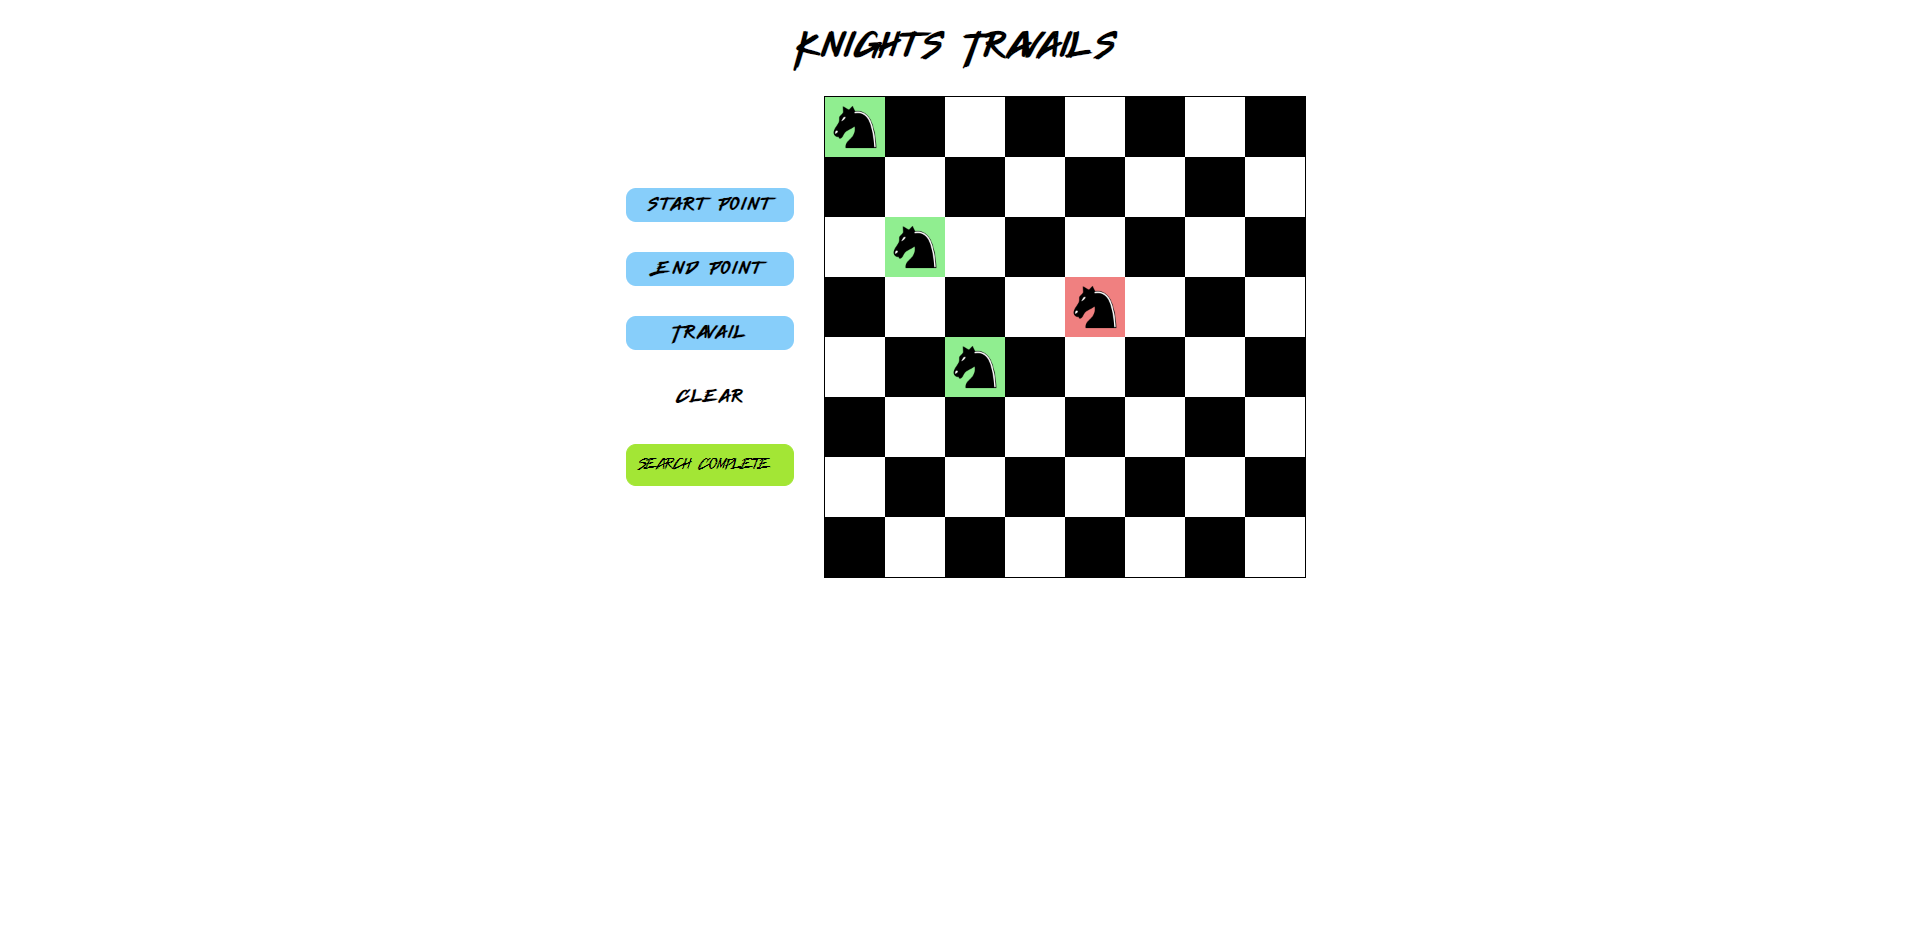 Knights Travails
Start Point
End Point
Travail
Clear
Search Complete